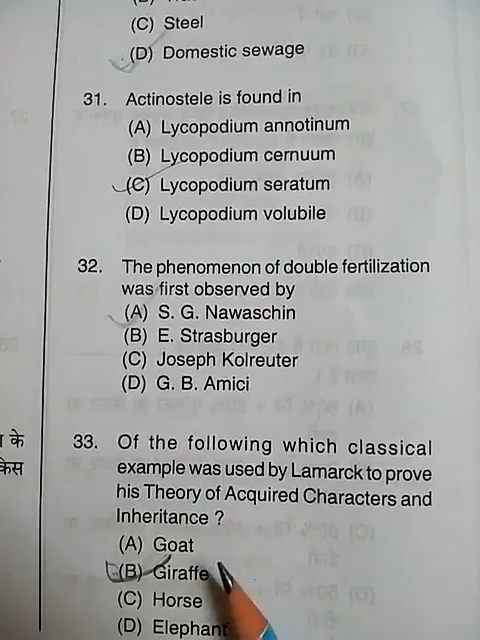 (C) Steel
(D) Domestic sewage
31. Actinostele is found in
(A) Lycopodium annotinum
(B) Lycopodium cernuum
(C) Lycopodium seratum
(D) Lycopodium volubile
32. The phenomenon of double fertilization
was first observed by
(A) S. G. Nawaschin
(B) E. Strasburger
(C) Joseph Kolreuter
(D) G. B. Amici
के
33. Of the following which classical
example was used by Lamarck to prove
his Theory of Acquired Characters and
Inheritance ?
(A) Goat
(B) Giraffe
(C) Horse
(D) Elephant